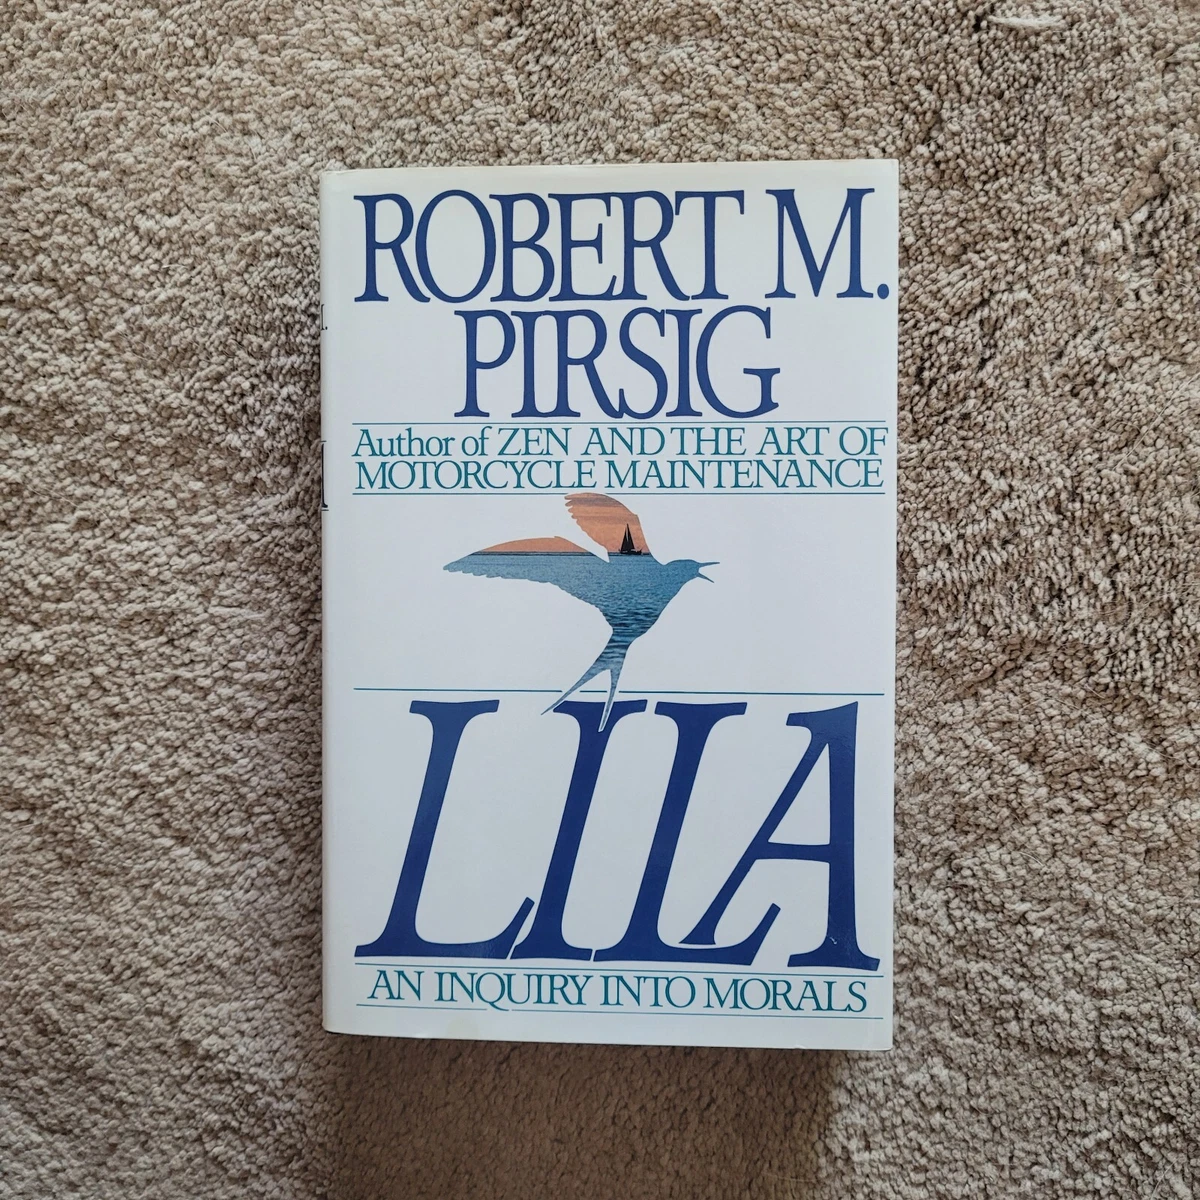 ROBERT M.
PIRSIG
Author of ZEN AND THE ART OF
MOTORCYCLE MAINTENANCE
LILA
AN INQUIRY INTO MORALS